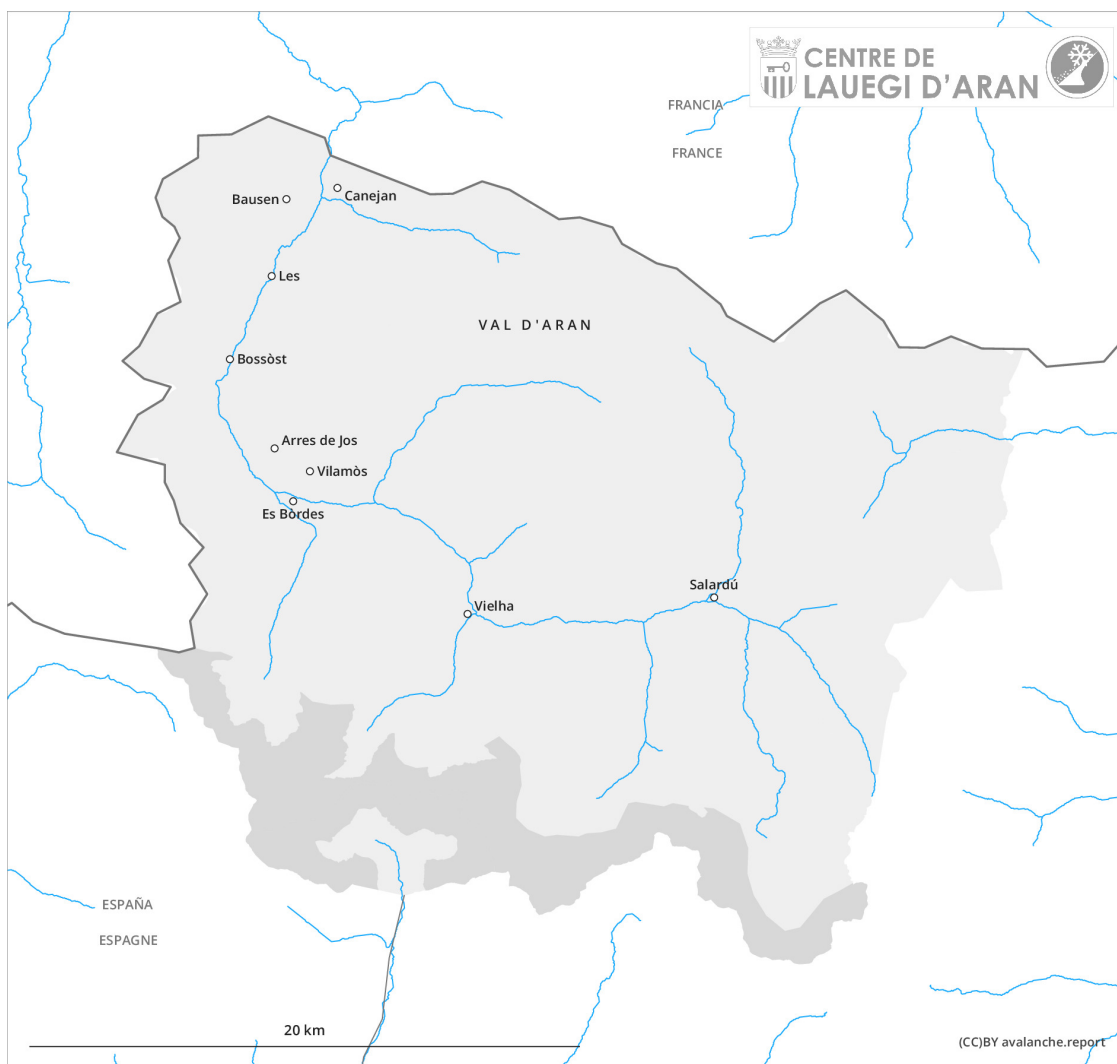 CENTRE DE
LAUEGI D'ARAN
FRANCIA
FRANCE
Bausen
Canejan
Les
VAL D'ARAN
Bossòst
Arres de Jos
Vilamòs
Es Bòrdes
Salardú
Vielha
ESPAÑA
ESPAGNE
20 km
(CC)BY avalanche.report